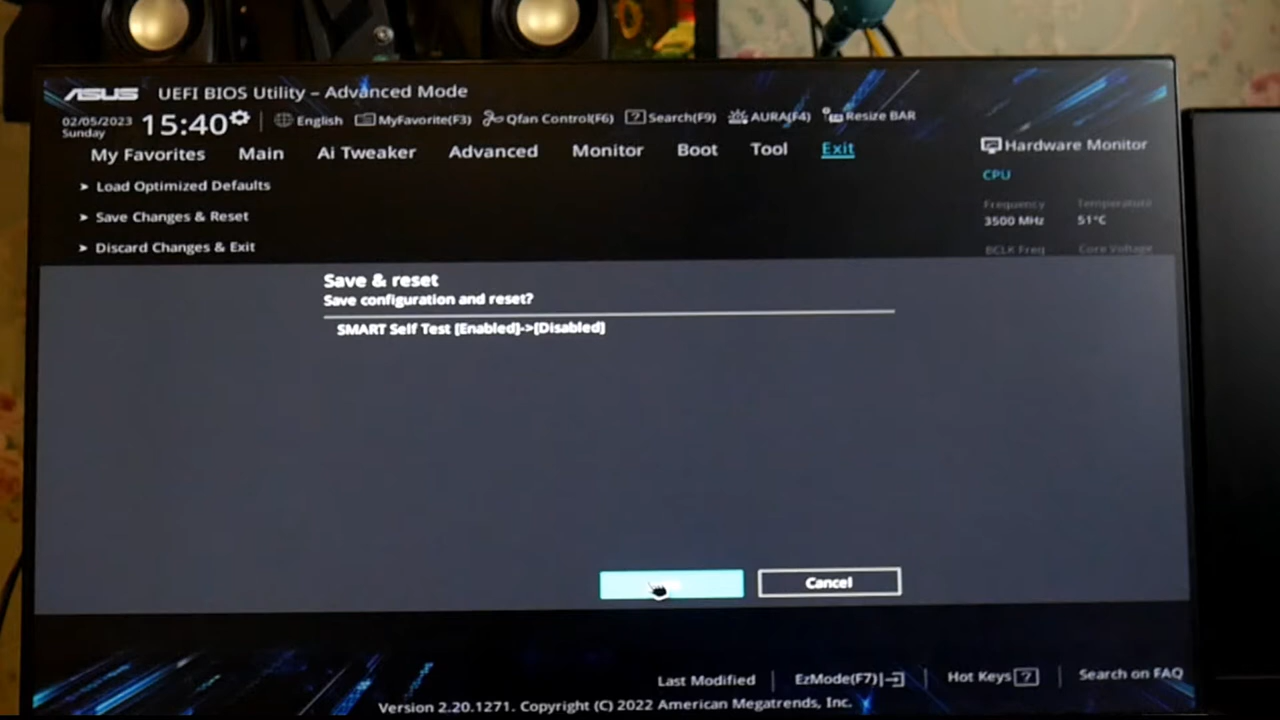 ASUS UEFI BIOS Utility – Advanced Mode
02/05/2023 Sunday 15:40 English MyFavorite(F3) Qfan Control(F6) ? Search(F9) AURA(F4) Resize BAR
My Favorites Main Ai Tweaker Advanced Monitor Boot Tool Exit
Hardware Monitor
Load Optimized Defaults
Save Changes & Reset
Discard Changes & Exit
CPU
Frequency Temperature
3500 MHz 51°C
BCLK Freq Core Voltage
Save & reset
Save configuration and reset?
SMART Self Test [Enabled]->[Disabled]
Cancel
Last Modified EzMode(F7) Hot Keys ? Search on FAQ
Version 2.20.1271. Copyright (C) 2022 American Megatrends, Inc.